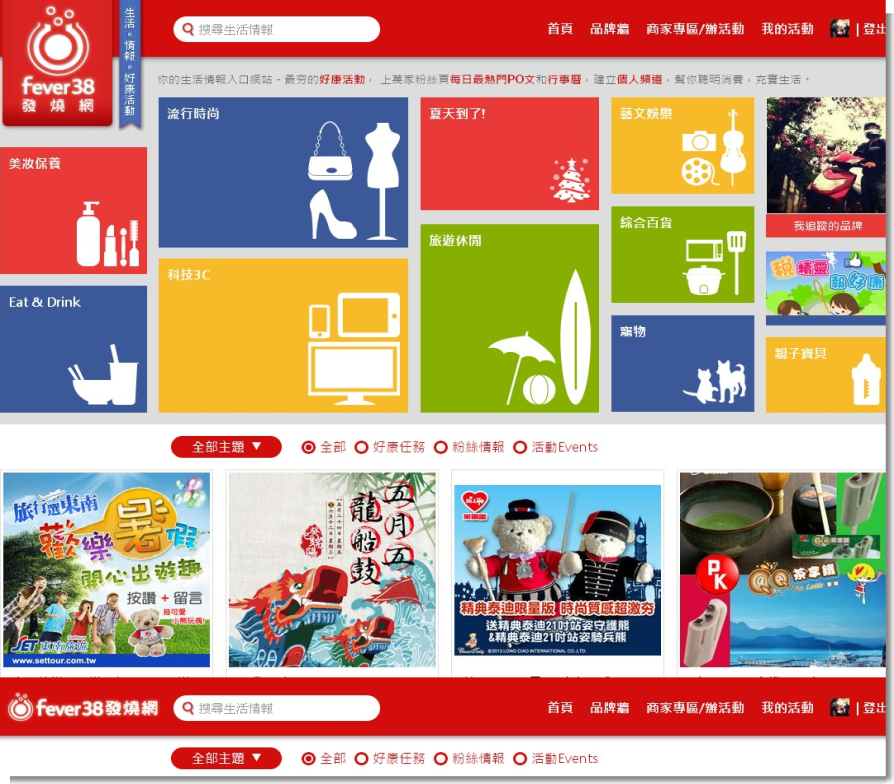 fever38
發燒網
生活。情報。好康活動
搜尋生活情報
首頁 品牌牆 商家專區/辦活動 我的活動 | 登出
你的生活情報入口網站 - 最夯的好康活動， 上萬家粉絲頁每日最熱門PO文和行事曆，建立個人頻道，幫你聰明消費，充實生活。
美妝保養
Eat & Drink
流行時尚
科技3C
夏天到了!
旅遊休閒
藝文娛樂
綜合百貨
寵物
我追蹤的品牌
稅精靈
報好康
親子寶貝
全部主題 ▼ 全部 好康任務 粉絲情報 活動Events
旅行選東南
歡樂暑假
開心出遊趣
按讚 + 留言
抽可愛
小熊玩偶!
JET 東南旅遊
www.settour.com.tw
五月五
龍船鼓
精典泰迪限量版 時尚質感超激夯
送精典泰迪21吋站姿守護熊
&精典泰迪21吋站姿騎兵熊
©2012.LONG CIAO INTERNATIONAL CO.,LTD.
PK
QQ茶拿鐵
fever38發燒網
搜尋生活情報
首頁 品牌牆 商家專區/辦活動 我的活動 | 登出
全部主題 ▼ 全部 好康任務 粉絲情報 活動Events